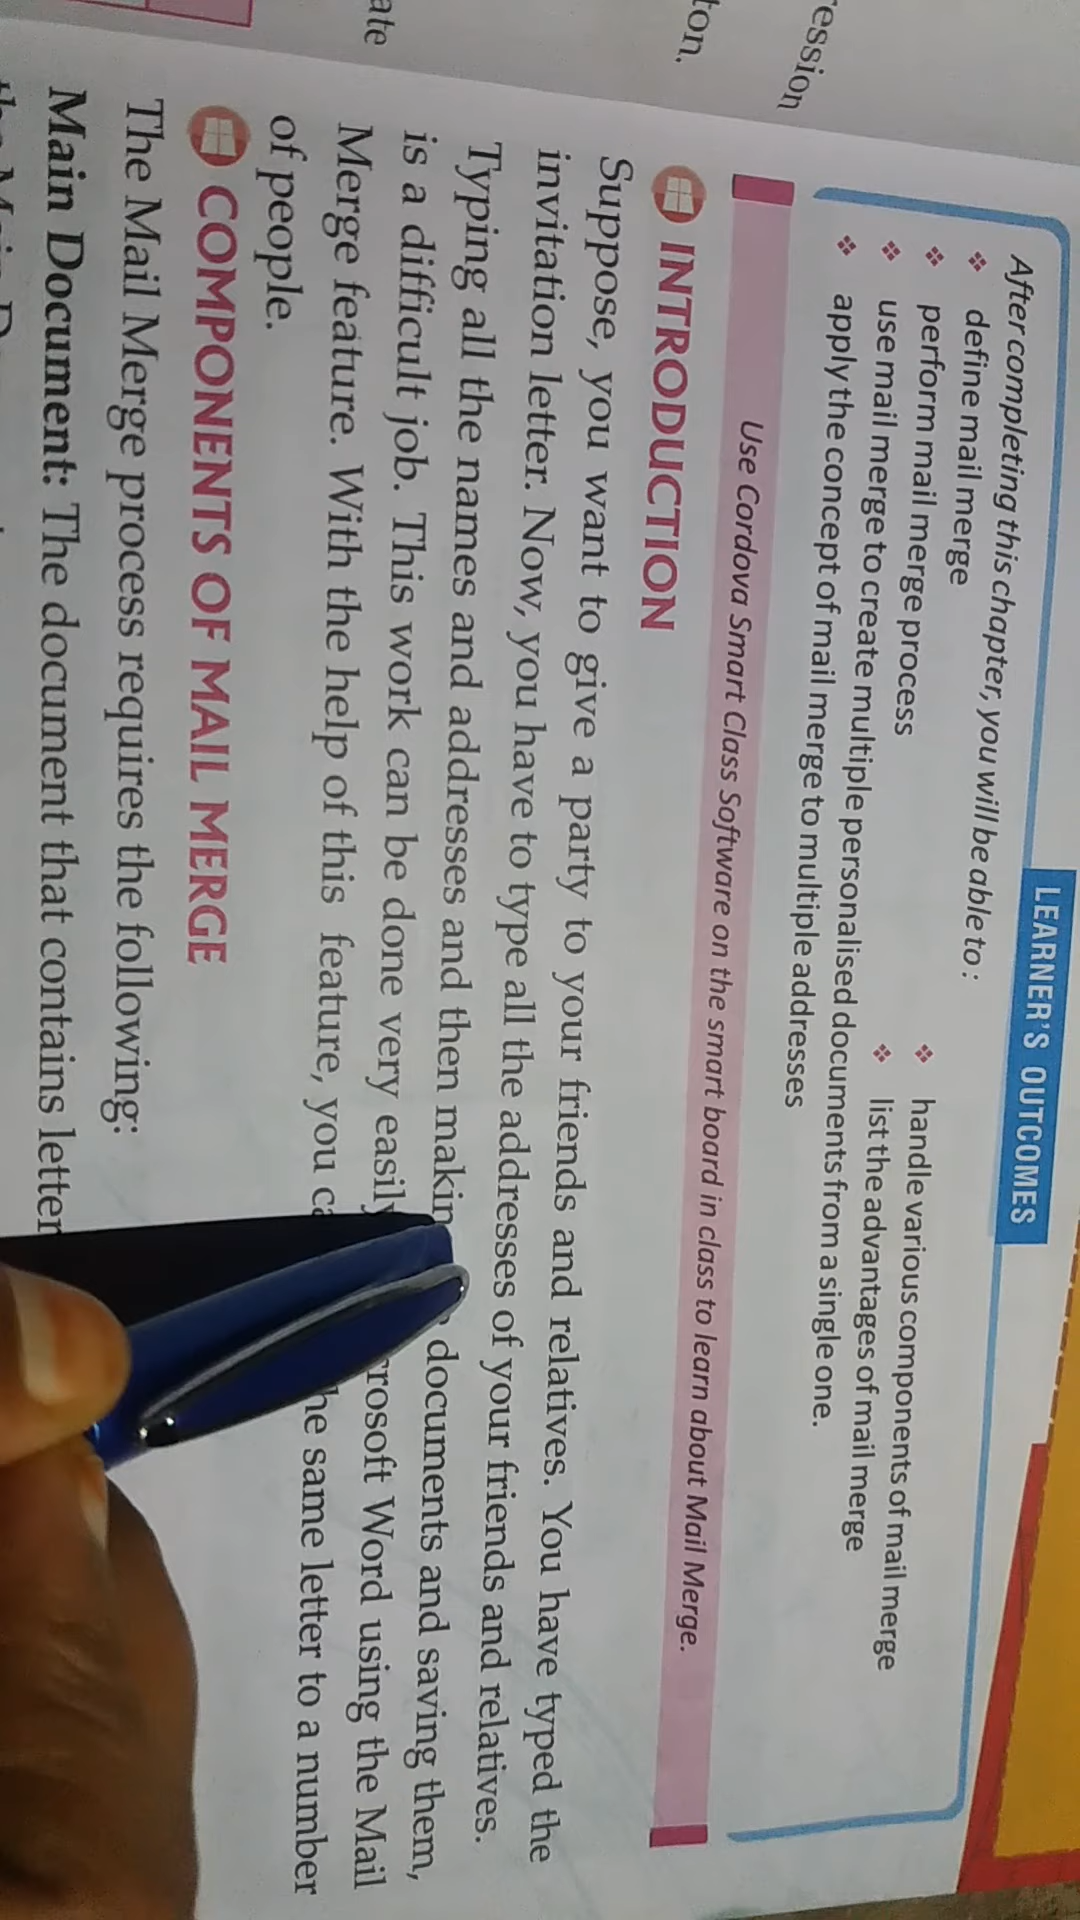 ression
ton.
ate
LEARNER'S OUTCOMES
After completing this chapter, you will be able to :
❖ define mail merge
❖ perform mail merge process
❖ handle various components of mail merge
❖ use mail merge to create multiple personalised documents from a single one.
❖ list the advantages of mail merge
❖ apply the concept of mail merge to multiple addresses
Use Cordova Smart Class Software on the smart board in class to learn about Mail Merge.
INTRODUCTION
Suppose, you want to give a party to your friends and relatives. You have typed the
invitation letter. Now, you have to type all the addresses of your friends and relatives.
Typing all the names and addresses and then makin documents and saving them,
is a difficult job. This work can be done very easily rosoft Word using the Mail
Merge feature. With the help of this feature, you ca he same letter to a number
of people.
COMPONENTS OF MAIL MERGE
The Mail Merge process requires the following:
Main Document: The document that contains letter